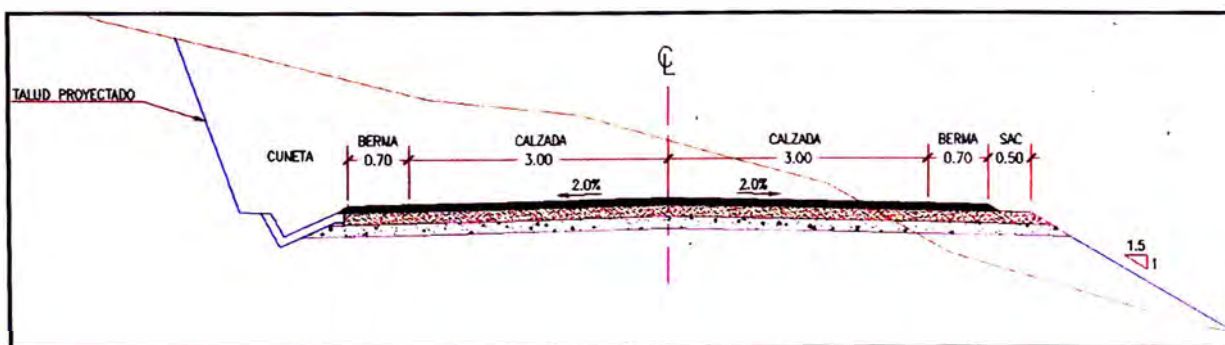 ℄
TALUD PROYECTADO
CUNETA
BERMA
0.70
CALZADA
3.00
CALZADA
3.00
BERMA
0.70
SAC
0.50
2.0%
2.0%
1.5
1